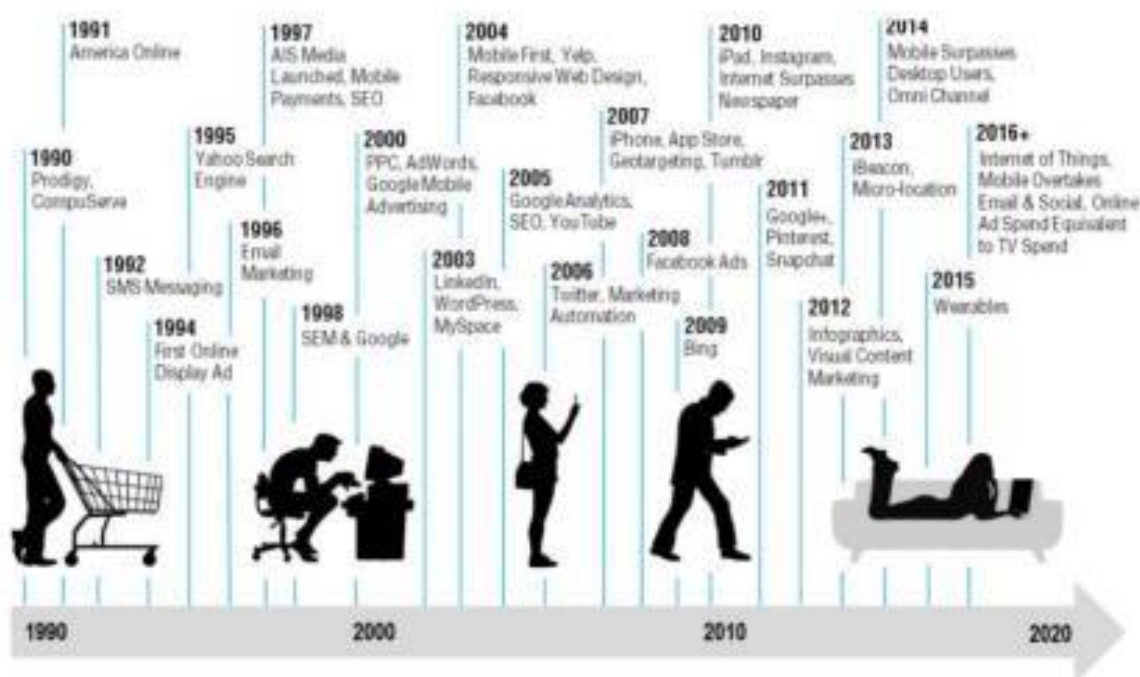 1991
America Online
1997
AIS Media
Launched, Mobile
Payments, SEO
2004
Mobile First, Yelp,
Responsive Web Design,
Facebook
2010
iPad, Instagram,
Internet Surpasses
Newspaper
2014
Mobile Surpasses
Desktop Users,
Omni Channel
1990
Prodigy,
CompuServe
1995
Yahoo Search
Engine
2000
PPC, AdWords,
Google Mobile
Advertising
2007
iPhone, App Store,
Geotargeting, Tumblr
2013
iBeacon,
Micro-location
2016+
Internet of Things,
Mobile Overtakes
Email & Social, Online
Ad Spend Equivalent
to TV Spend
2005
Google Analytics,
SEO, YouTube
2011
Google+,
Pinterest,
Snapchat
1992
SMS Messaging
1996
Email
Marketing
2003
LinkedIn,
WordPress,
MySpace
2008
Facebook Ads
2006
Twitter, Marketing
Automation
2015
Wearables
1994
First Online
Display Ad
1998
SEM & Google
2009
Bing
2012
Infographics,
Visual Content
Marketing
1990
2000
2010
2020